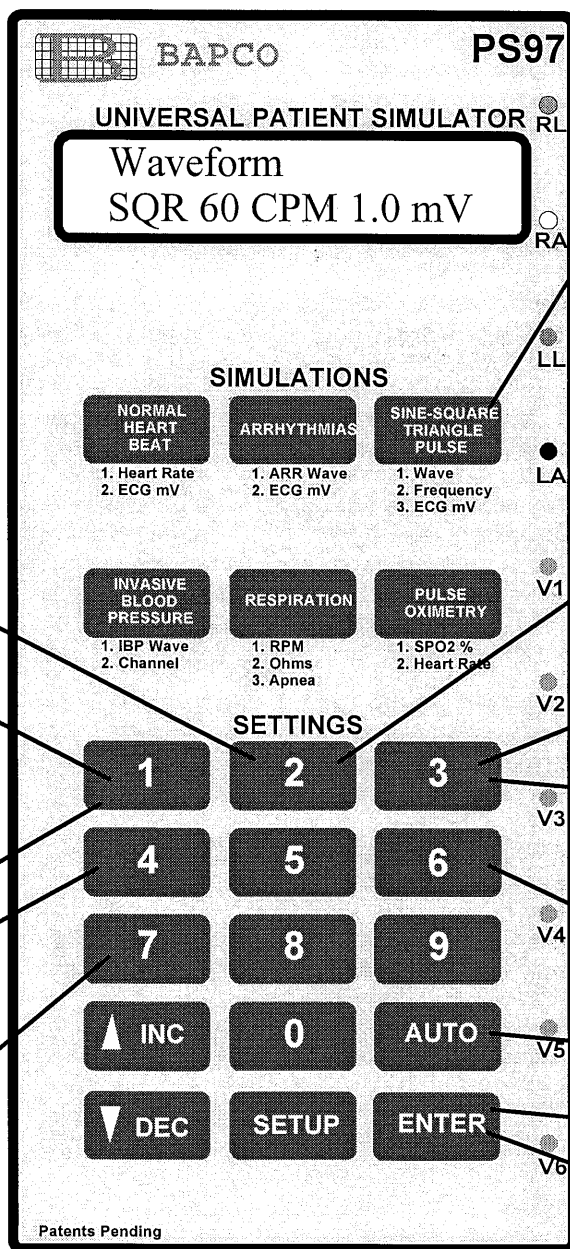 BAPCO PS97
UNIVERSAL PATIENT SIMULATOR RL
Waveform
SQR 60 CPM 1.0 mV
RA
LL
SIMULATIONS
NORMAL HEART BEAT
1. Heart Rate
2. ECG mV
ARRHYTHMIAS
1. ARR Wave
2. ECG mV
SINE-SQUARE TRIANGLE PULSE
1. Wave
2. Frequency
3. ECG mV
LA
INVASIVE BLOOD PRESSURE
1. IBP Wave
2. Channel
RESPIRATION
1. RPM
2. Ohms
3. Apnea
PULSE OXIMETRY
1. SPO2 %
2. Heart Rate
V1
V2
SETTINGS
1 2 3
V3
4 5 6
V4
7 8 9
INC 0 AUTO
V5
DEC SETUP ENTER
V6
Patents Pending